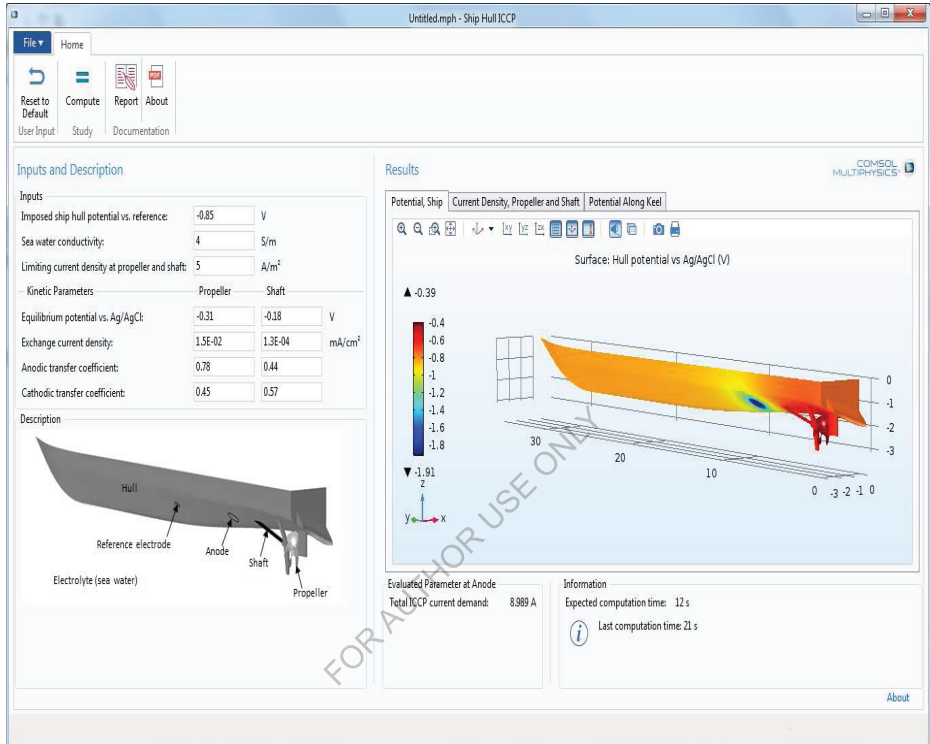 Untitled.mph - Ship Hull ICCP
File
Home
Reset to
Default
Compute
Report
About
User Input
Study
Documentation
Inputs and Description
Inputs
Imposed ship hull potential vs. reference: -0.85 V
Sea water conductivity: 4 S/m
Limiting current density at propeller and shaft: 5 A/m²
Kinetic Parameters Propeller Shaft
Equilibrium potential vs. Ag/AgCl: -0.31 -0.18 V
Exchange current density: 1.5E-02 1.3E-04 mA/cm²
Anodic transfer coefficient: 0.78 0.44
Cathodic transfer coefficient: 0.45 0.57
Description
Hull
Reference electrode
Anode
Shaft
Electrolyte (sea water)
Propeller
Results
COMSOL
MULTIPHYSICS®
Potential, Ship
Current Density, Propeller and Shaft
Potential Along Keel
xy yz zx
Surface: Hull potential vs Ag/AgCl (V)
▲ -0.39
-0.4
-0.6
-0.8
-1
-1.2
-1.4
-1.6
-1.8
▼ -1.91
z
y
x
30
20
10
0
-3 -2 -1 0
0
-1
-2
-3
Evaluated Parameter at Anode
Total ICCP current demand: 8.989 A
Information
Expected computation time: 12 s
i
Last computation time: 21 s
About
FOR AUTHOR USE ONLY